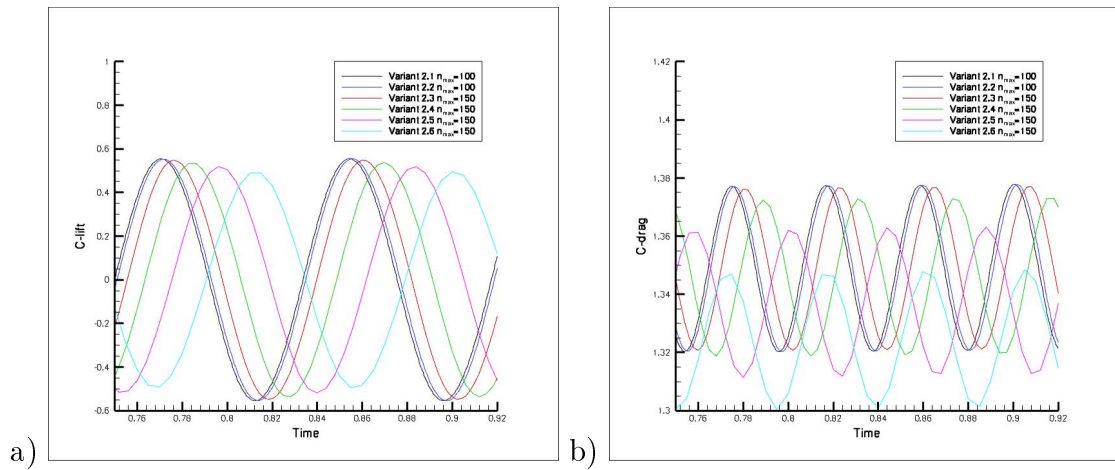 1
0.8
0.6
0.4
0.2
0
-0.2
-0.4
-0.6
C-lift
0.76 0.78 0.8 0.82 0.84 0.86 0.88 0.9 0.92
Time
Variant 2.1 nmax=100
Variant 2.2 nmax=100
Variant 2.3 nmax=150
Variant 2.4 nmax=150
Variant 2.5 nmax=150
Variant 2.6 nmax=150
a)
1.42
1.4
1.38
1.36
1.34
1.32
1.3
C-drag
0.76 0.78 0.8 0.82 0.84 0.86 0.88 0.9 0.92
Time
Variant 2.1 nmax=100
Variant 2.2 nmax=100
Variant 2.3 nmax=150
Variant 2.4 nmax=150
Variant 2.5 nmax=150
Variant 2.6 nmax=150
b)